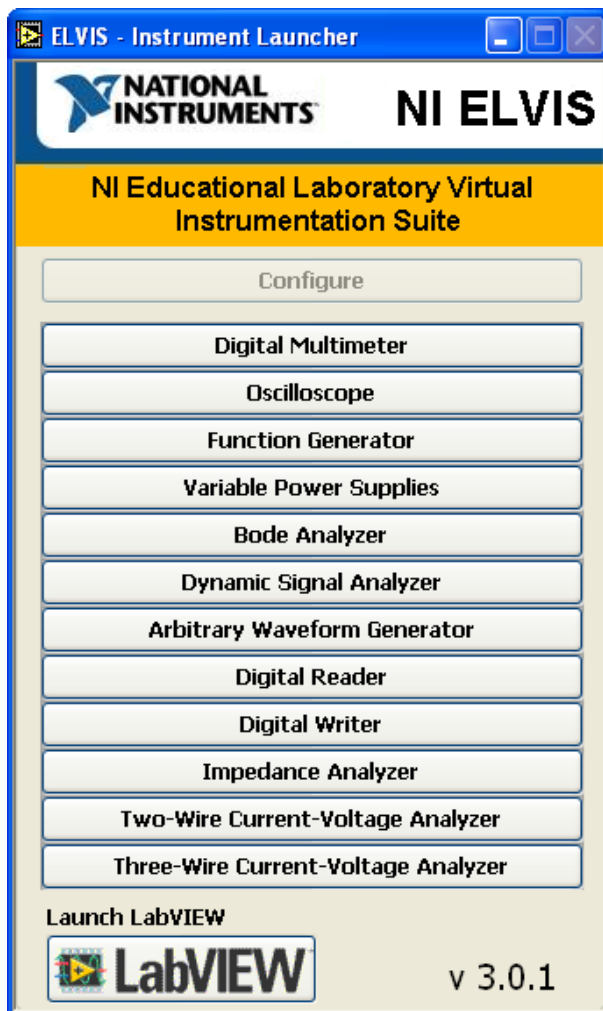 ELVIS - Instrument Launcher
NATIONAL
INSTRUMENTS™
NI ELVIS
NI Educational Laboratory Virtual
Instrumentation Suite
Configure
Digital Multimeter
Oscilloscope
Function Generator
Variable Power Supplies
Bode Analyzer
Dynamic Signal Analyzer
Arbitrary Waveform Generator
Digital Reader
Digital Writer
Impedance Analyzer
Two-Wire Current-Voltage Analyzer
Three-Wire Current-Voltage Analyzer
Launch LabVIEW
LabVIEW
v 3.0.1